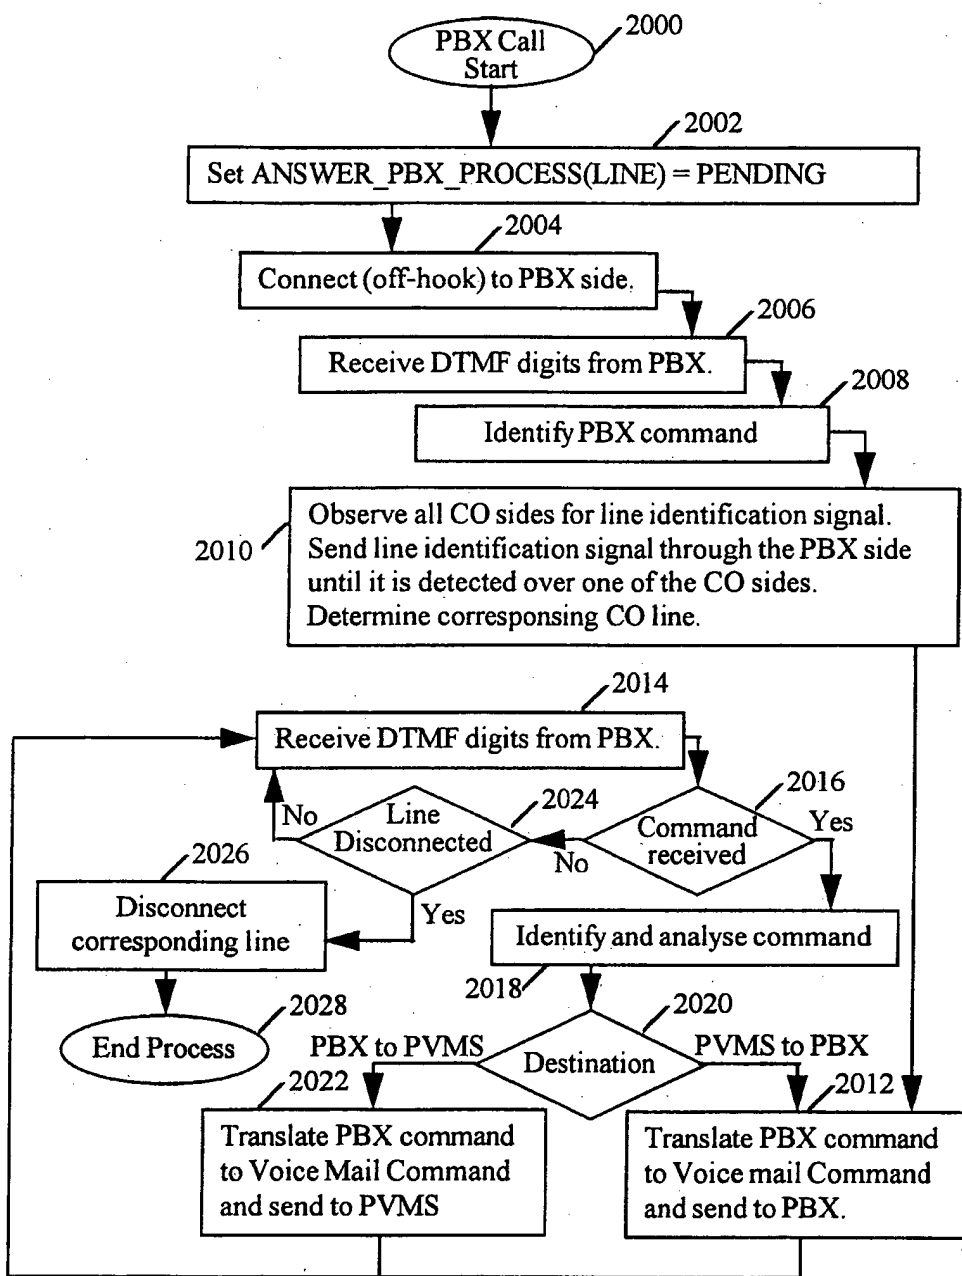 PBX Call
Start
2000
2002
Set ANSWER_PBX_PROCESS(LINE) = PENDING
2004
Connect (off-hook) to PBX side.
2006
Receive DTMF digits from PBX.
2008
Identify PBX command
2010
Observe all CO sides for line identification signal.
Send line identification signal through the PBX side
until it is detected over one of the CO sides.
Determine corresponsing CO line.
2014
Receive DTMF digits from PBX.
2016
Command
received
Yes
No
2024
Line
Disconnected
No
Yes
2026
Disconnect
corresponding line
2028
End Process
Identify and analyse command
2018
2020
Destination
PBX to PVMS
PVMS to PBX
2022
Translate PBX command
to Voice Mail Command
and send to PVMS
2012
Translate PBX command
to Voice mail Command
and send to PBX.